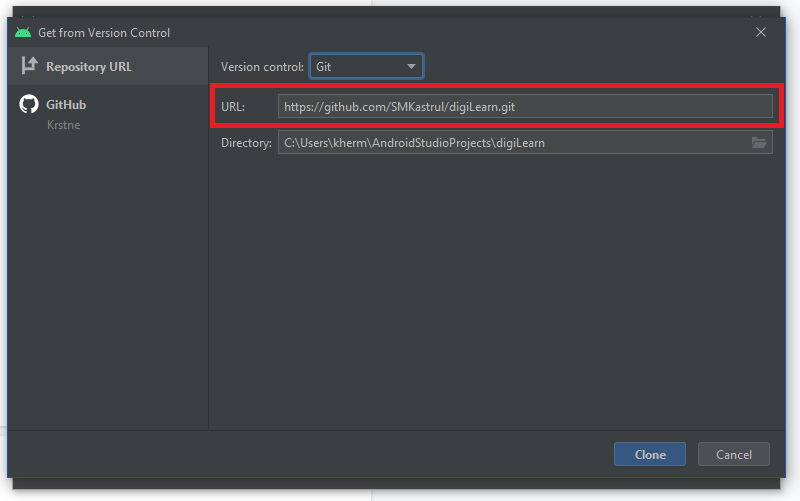 Get from Version Control
Repository URL
GitHub
Krstne
Version control: Git
URL: https://github.com/SMKastrul/digiLearn.git
Directory: C:\Users\kherm\AndroidStudioProjects\digiLearn
Clone Cancel